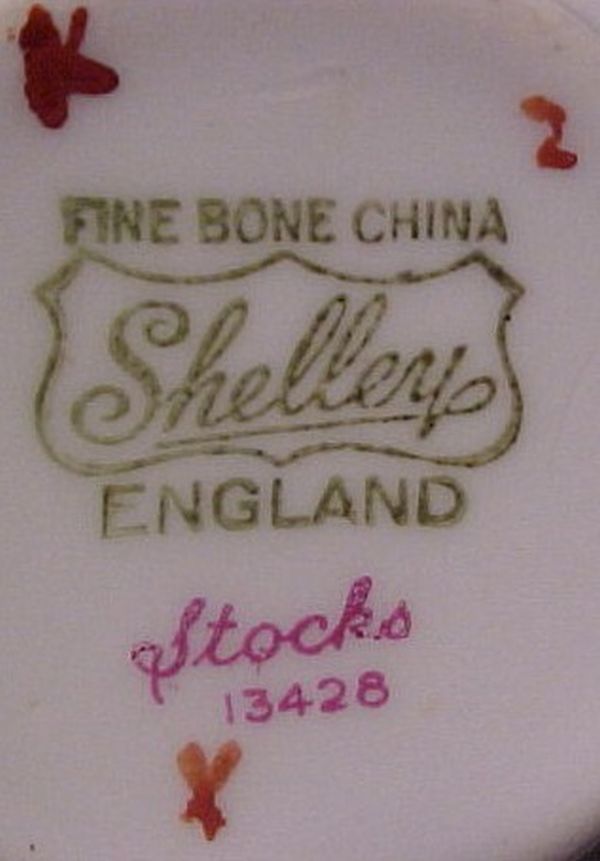 K
2
FINE BONE CHINA
Shelley
ENGLAND
Stocks
13428